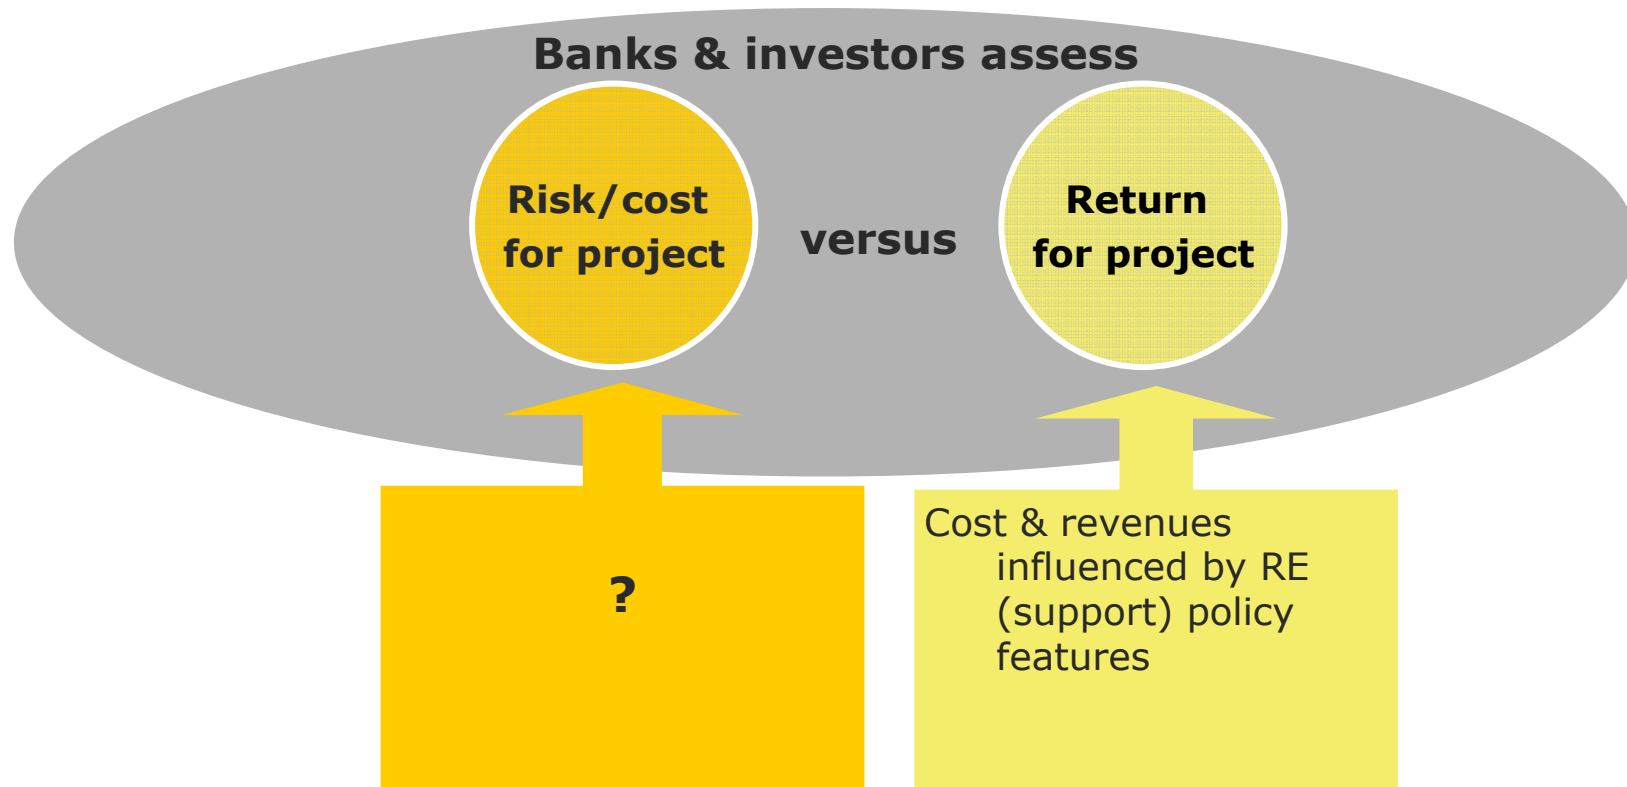 Banks & investors assess
Risk/cost
for project
versus
Return
for project
?
Cost & revenues
influenced by RE
(support) policy
features